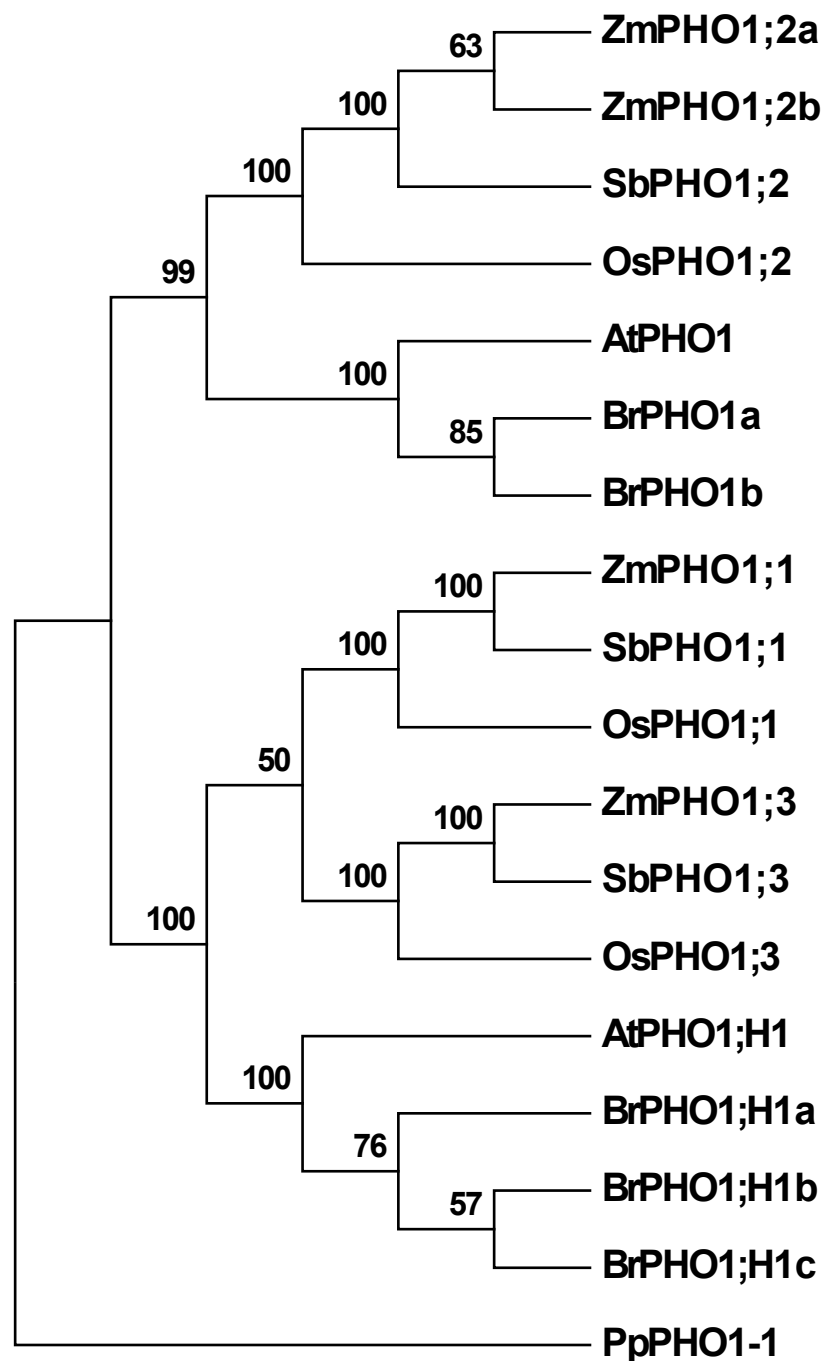 ZmPHO1;2a
63
ZmPHO1;2b
100
SbPHO1;2
100
OsPHO1;2
99
AtPHO1
100
BrPHO1a
85
BrPHO1b
ZmPHO1;1
100
SbPHO1;1
100
OsPHO1;1
50
ZmPHO1;3
100
SbPHO1;3
100
OsPHO1;3
100
AtPHO1;H1
100
BrPHO1;H1a
76
BrPHO1;H1b
57
BrPHO1;H1c
PpPHO1-1